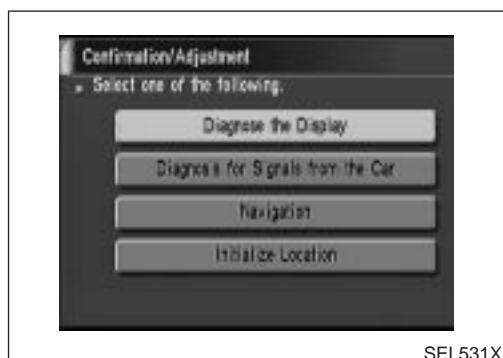 Confirmation/Adjustment
Select one of the following.
Diagnose the Display
Diagnosis for Signals from the Car
Navigation
Initialize Location
SEL531X